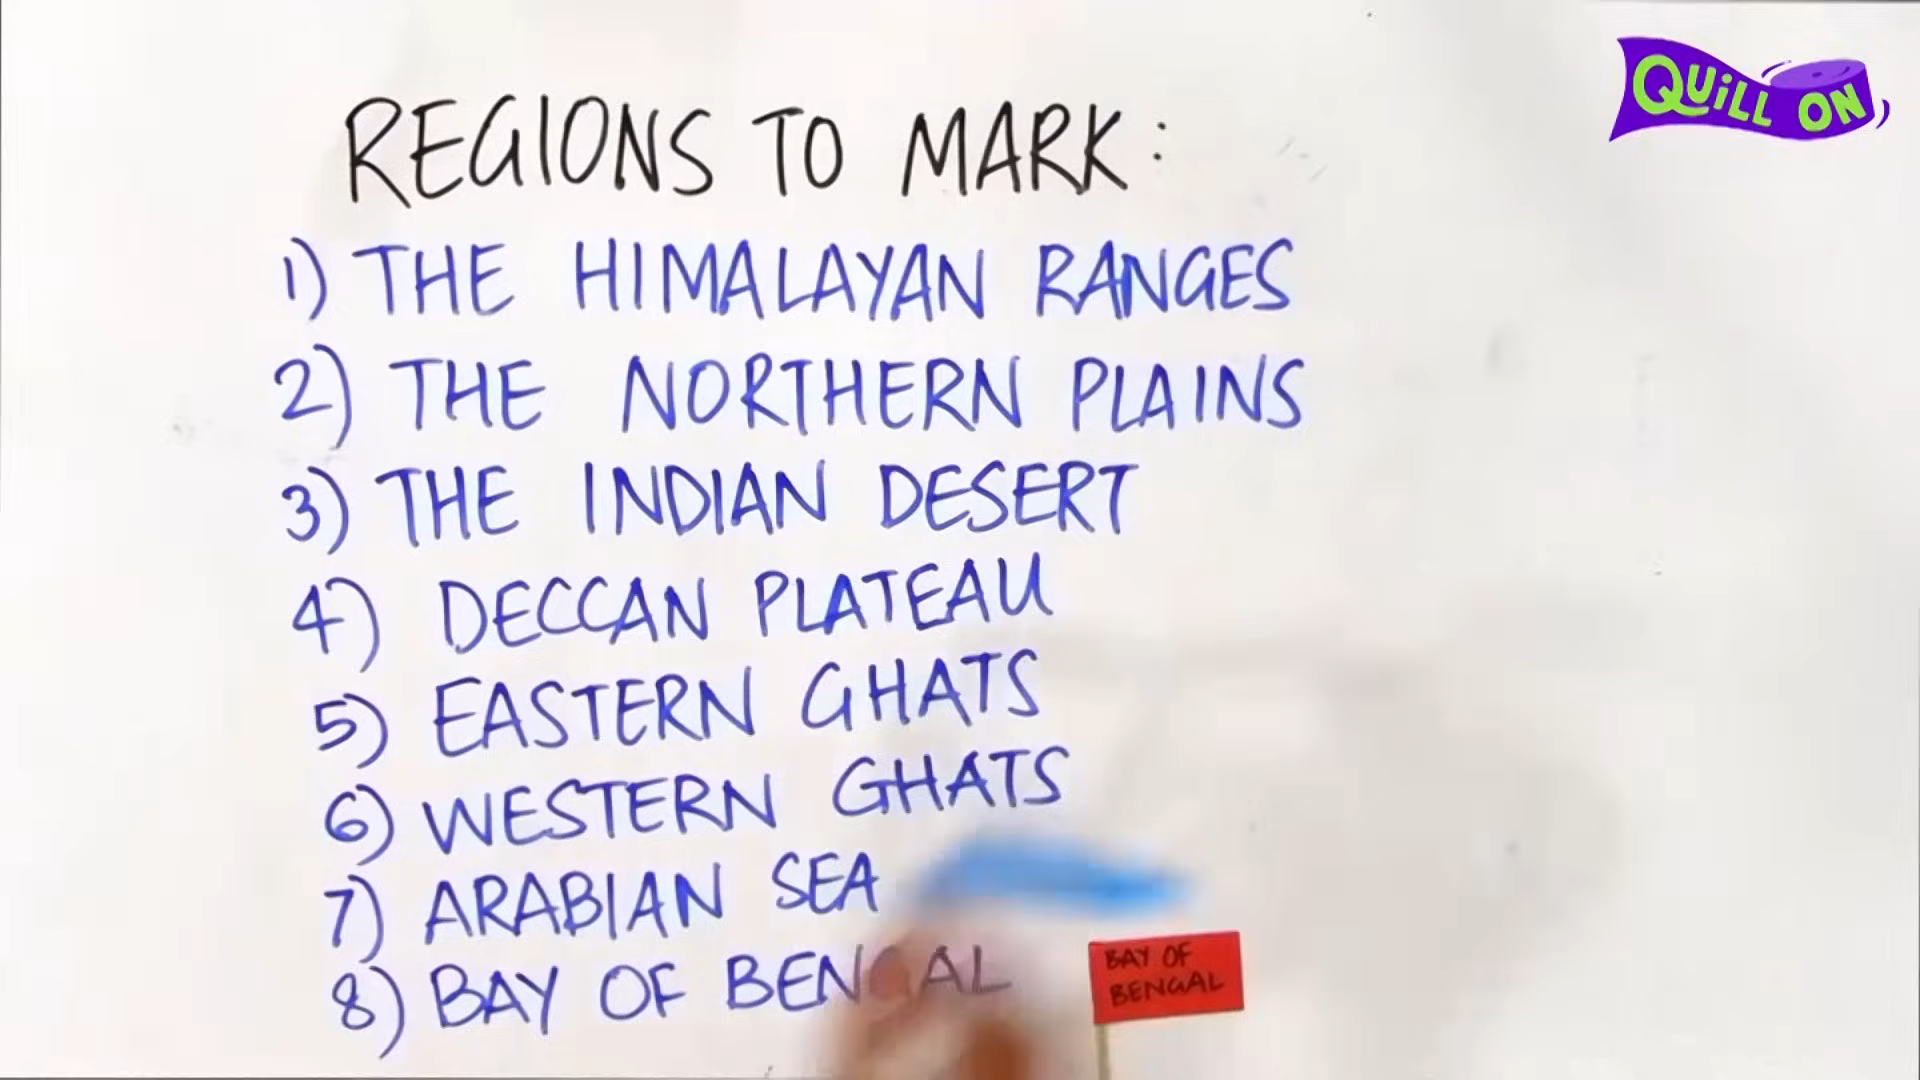 QUILL ON
REGIONS TO MARK:
1) THE HIMALAYAN RANGES
2) THE NORTHERN PLAINS
3) THE INDIAN DESERT
4) DECCAN PLATEAU
5) EASTERN GHATS
6) WESTERN GHATS
7) ARABIAN SEA
8) BAY OF BENGAL
BAY OF
BENGAL